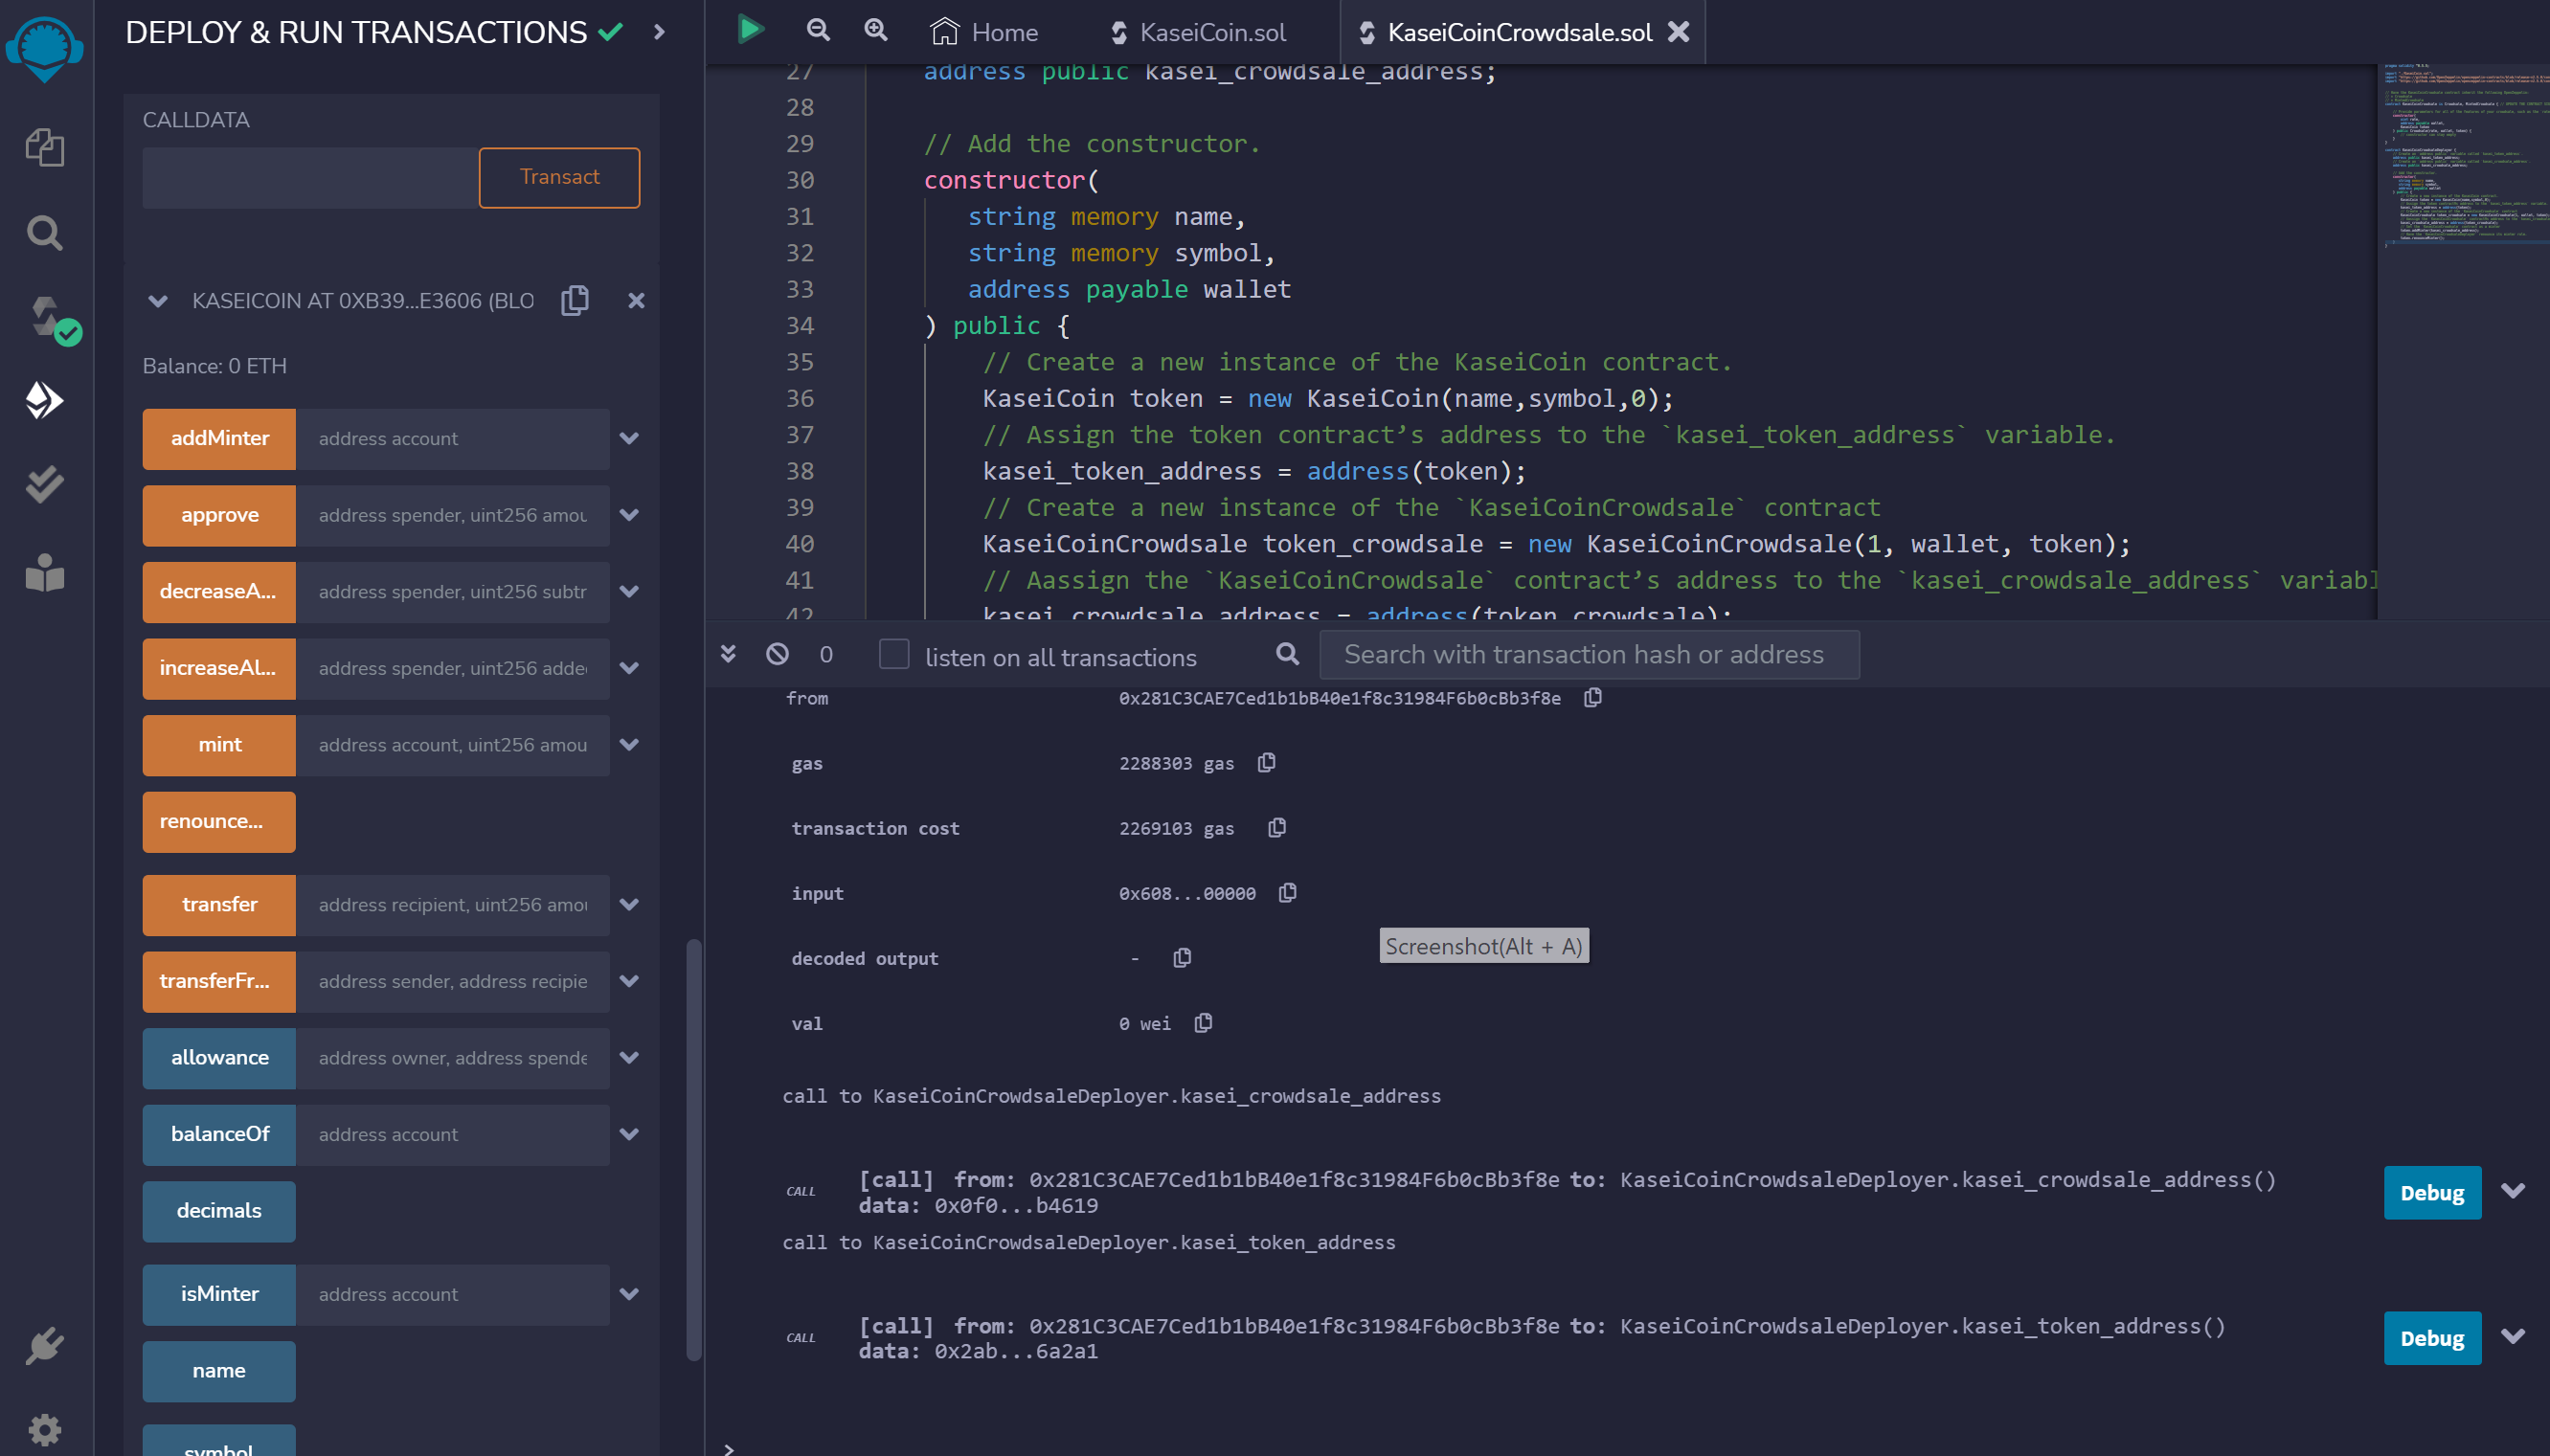 DEPLOY & RUN TRANSACTIONS
CALLDATA
Transact
KASEICOIN AT 0XB39...E3606 (BLO
Balance: 0 ETH
addMinter address account
approve address spender, uint256 amou
decreaseA... address spender, uint256 subtr
increaseAl... address spender, uint256 adde
mint address account, uint256 amou
renounce...
transfer address recipient, uint256 amou
transferFr... address sender, address recipie
allowance address owner, address spende
balanceOf address account
decimals
isMinter address account
name
symbol
Home KaseiCoin.sol KaseiCoinCrowdsale.sol
27 address public kasei_crowdsale_address;
28
29 // Add the constructor.
30 constructor(
31 string memory name,
32 string memory symbol,
33 address payable wallet
34 ) public {
35 // Create a new instance of the KaseiCoin contract.
36 KaseiCoin token = new KaseiCoin(name,symbol,0);
37 // Assign the token contract’s address to the `kasei_token_address` variable.
38 kasei_token_address = address(token);
39 // Create a new instance of the `KaseiCoinCrowdsale` contract
40 KaseiCoinCrowdsale token_crowdsale = new KaseiCoinCrowdsale(1, wallet, token);
41 // Aassign the `KaseiCoinCrowdsale` contract’s address to the `kasei_crowdsale_address` variabl
42 kasei_crowdsale_address = address(token_crowdsale);
0 listen on all transactions Search with transaction hash or address
from 0x281C3CAE7Ced1b1bB40e1f8c31984F6b0cBb3f8e
gas 2288303 gas
transaction cost 2269103 gas
input 0x608...00000
Screenshot(Alt + A)
decoded output -
val 0 wei
call to KaseiCoinCrowdsaleDeployer.kasei_crowdsale_address
CALL [call] from: 0x281C3CAE7Ced1b1bB40e1f8c31984F6b0cBb3f8e to: KaseiCoinCrowdsaleDeployer.kasei_crowdsale_address()
data: 0x0f0...b4619
Debug
call to KaseiCoinCrowdsaleDeployer.kasei_token_address
CALL [call] from: 0x281C3CAE7Ced1b1bB40e1f8c31984F6b0cBb3f8e to: KaseiCoinCrowdsaleDeployer.kasei_token_address()
data: 0x2ab...6a2a1
Debug
>